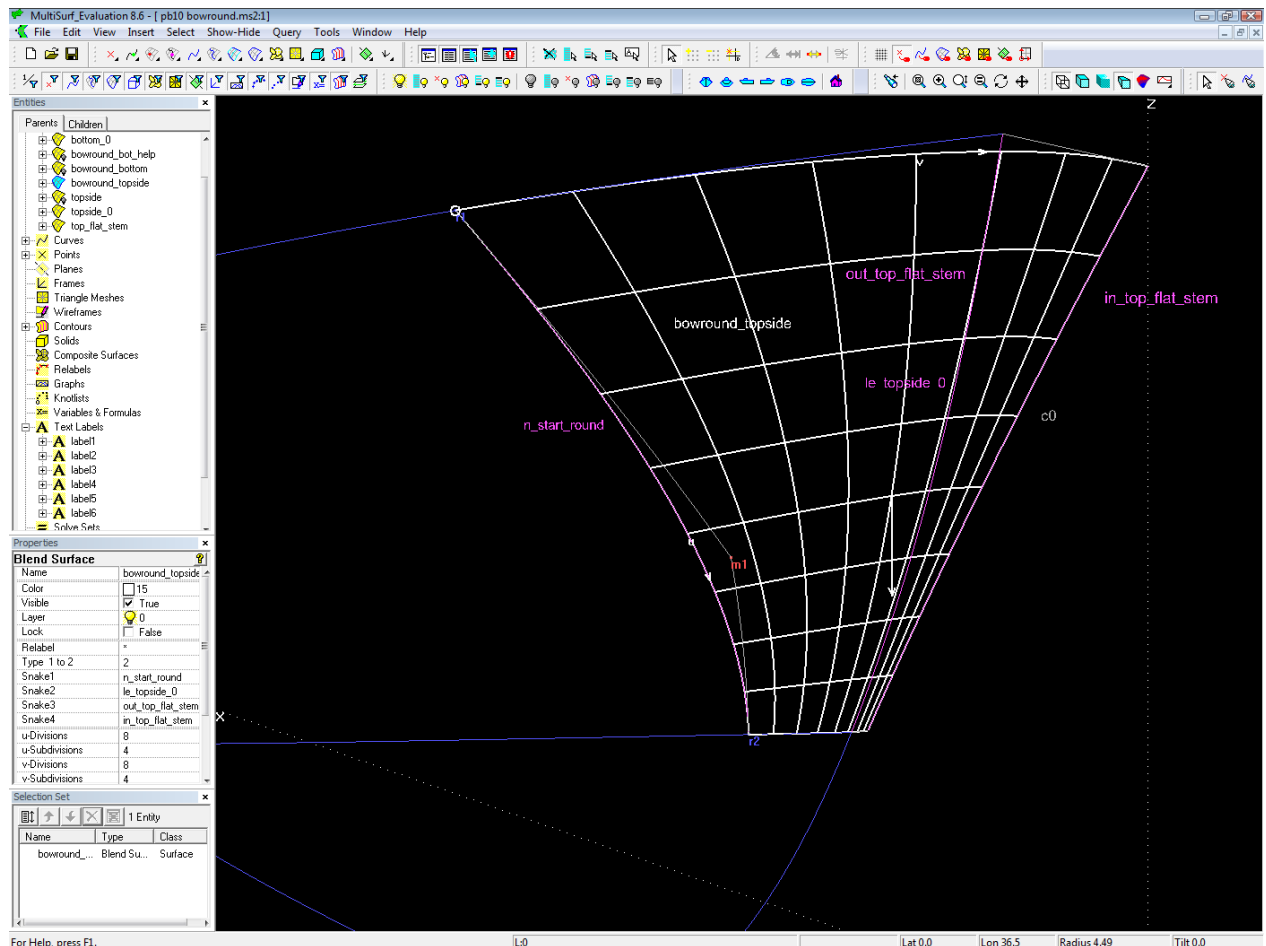 MultiSurf_Evaluation 8.6 - [ pb10 bowround.ms2:1]
File Edit View Insert Select Show-Hide Query Tools Window Help
Entities
Parents Children
bottom_0
bowround_bot_help
bowround_bottom
bowround_topside
topside
topside_0
top_flat_stem
Curves
Points
Planes
Frames
Triangle Meshes
Wireframes
Contours
Solids
Composite Surfaces
Relabels
Graphs
Knotlists
Variables & Formulas
Text Labels
label1
label2
label3
label4
label5
label6
Solve Sets
Properties
Blend Surface
Name bowround_topside
Color 15
Visible True
Layer 0
Lock False
Relabel *
Type 1 to 2 2
Snake1 n_start_round
Snake2 le_topside_0
Snake3 out_top_flat_stem
Snake4 in_top_flat_stem
u-Divisions 8
u-Subdivisions 4
v-Divisions 8
v-Subdivisions 4
Selection Set
1 Entity
Name Type Class
bowround_... Blend Su... Surface
Z
v
out_top_flat_stem
in_top_flat_stem
bowround_topside
le_topside_0
c0
n_start_round
u
m1
X
r2
For Help, press F1.
L:0
Lat 0.0 Lon 36.5 Radius 4.49 Tilt 0.0